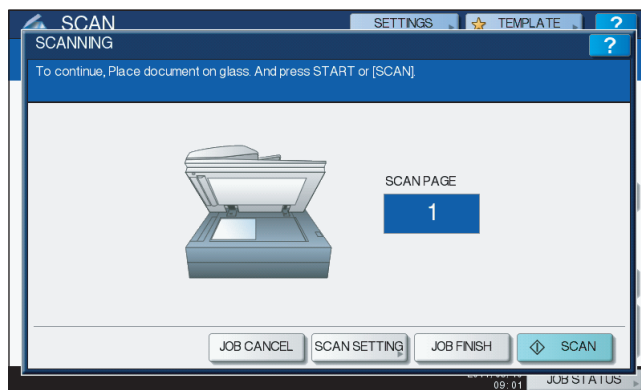 SCAN
SETTINGS
TEMPLATE
?
SCANNING
?
To continue, Place document on glass. And press START or [SCAN].
SCAN PAGE
1
JOB CANCEL
SCAN SETTING
JOB FINISH
SCAN
09:01
JOB STATUS